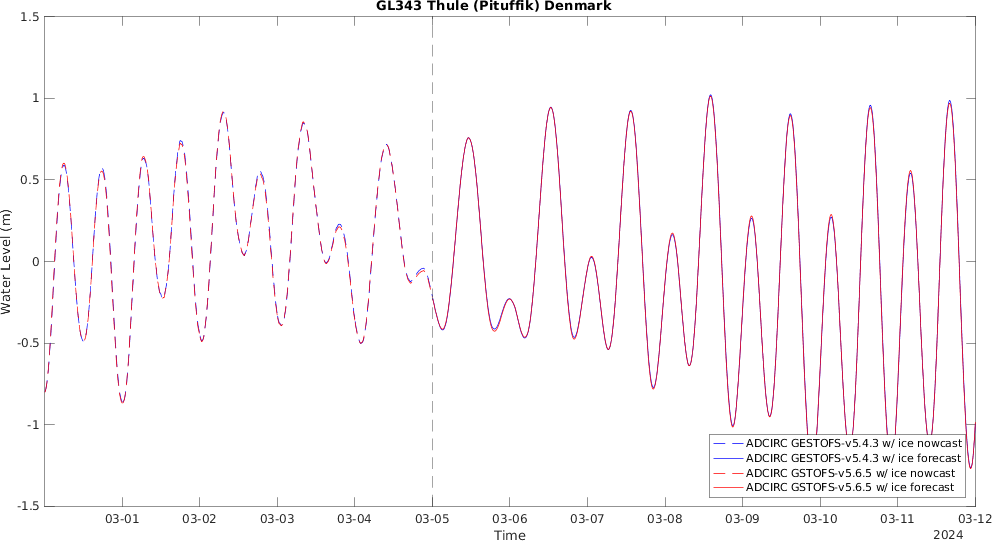 GL343 Thule (Pituffik) Denmark
1.5
1
0.5
0
-0.5
-1
-1.5
Water Level (m)
ADCIRC GESTOFS-v5.4.3 w/ ice nowcast
ADCIRC GESTOFS-v5.4.3 w/ ice forecast
ADCIRC GSTOFS-v5.6.5 w/ ice nowcast
ADCIRC GSTOFS-v5.6.5 w/ ice forecast
03-01 03-02 03-03 03-04 03-05 03-06 03-07 03-08 03-09 03-10 03-11 03-12
Time
2024